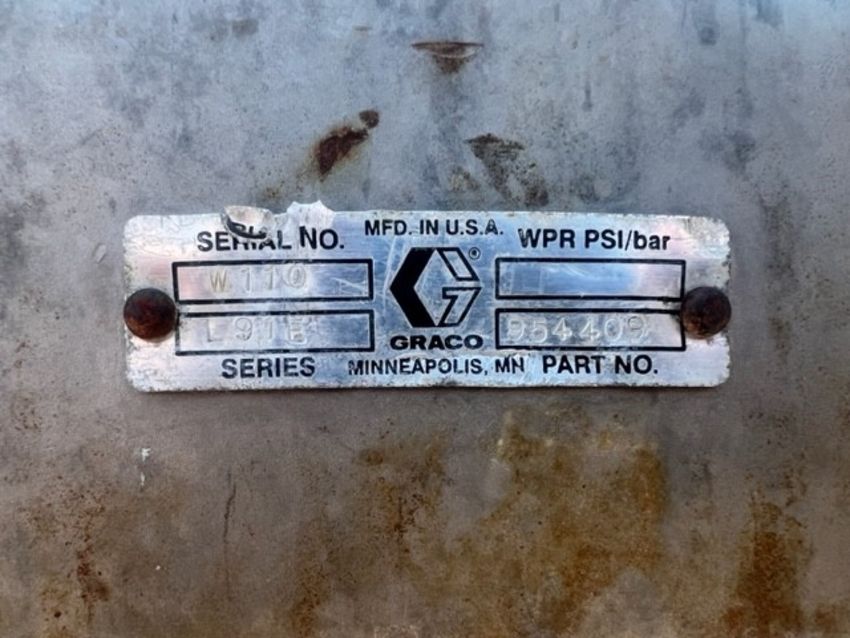 SERIAL NO. MFD. IN U.S.A. WPR PSI/bar
W110
L91B 954409
GRACO
SERIES MINNEAPOLIS, MN PART NO.